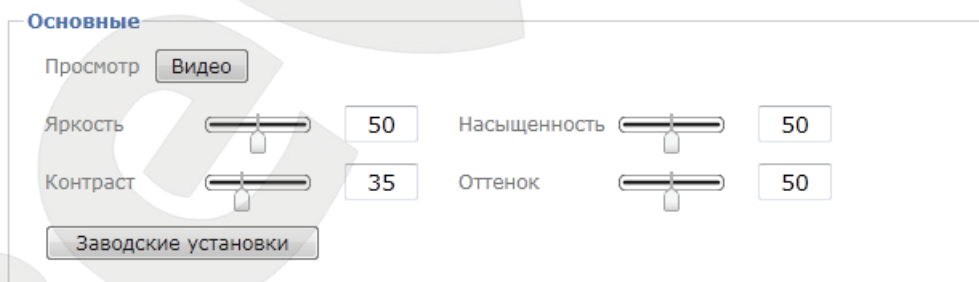 Основные
Просмотр Видео
Яркость 50 Насыщенность 50
Контраст 35 Оттенок 50
Заводские установки